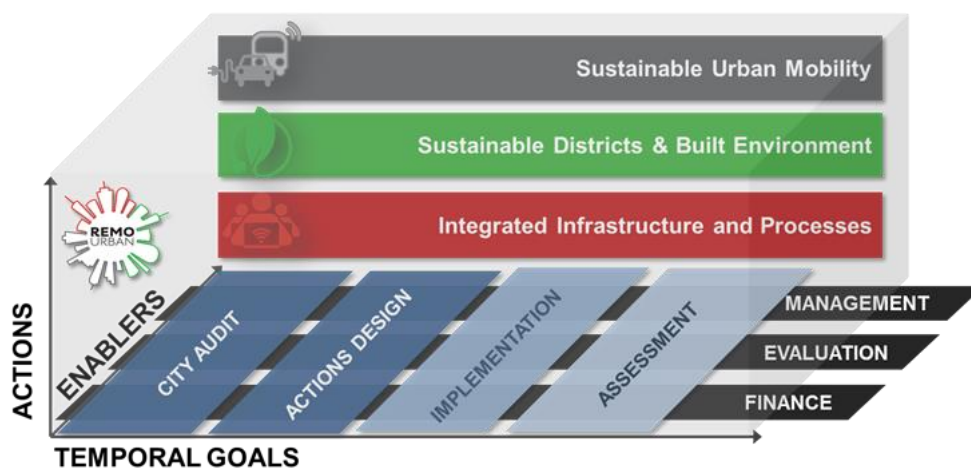 Sustainable Urban Mobility
Sustainable Districts & Built Environment
Integrated Infrastructure and Processes
REMO
URBAN
ACTIONS
ENABLERS
CITY AUDIT
ACTIONS DESIGN
IMPLEMENTATION
ASSESSMENT
MANAGEMENT
EVALUATION
FINANCE
TEMPORAL GOALS